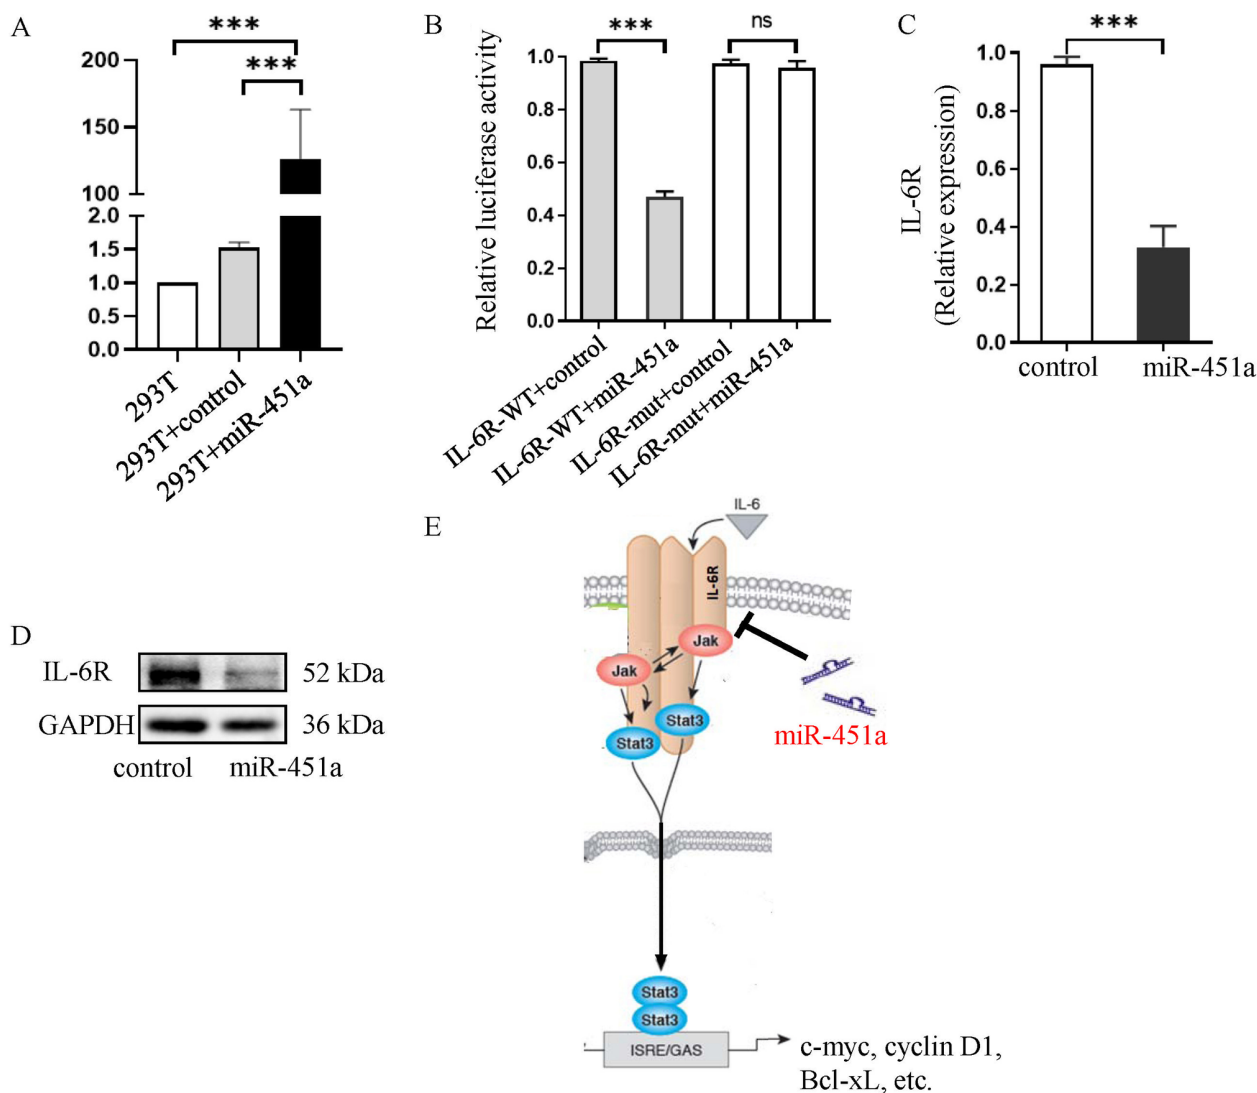 A
***
***
200
150
100
2.0
1.5
1.0
0.5
0.0
293T
293T+control
293T+miR-451a
B
***
ns
Relative luciferase activity
1.0
0.8
0.6
0.4
0.2
0.0
IL-6R-WT+control
IL-6R-WT+miR-451a
IL-6R-mut+control
IL-6R-mut+miR-451a
C
***
IL-6R
(Relative expression)
1.0
0.8
0.6
0.4
0.2
0.0
control
miR-451a
D
IL-6R
52 kDa
GAPDH
36 kDa
control
miR-451a
E
IL-6
IL-6R
Jak
Jak
Stat3
Stat3
miR-451a
Stat3
Stat3
ISRE/GAS
c-myc, cyclin D1,
Bcl-xL, etc.